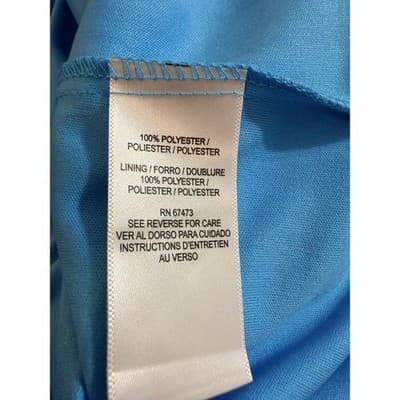 100% POLYESTER /
POLIESTER / POLYESTER
LINING / FORRO / DOUBLURE
100% POLYESTER /
POLIESTER / POLYESTER
RN 67473
SEE REVERSE FOR CARE
VER AL DORSO PARA CUIDADO
INSTRUCTIONS D'ENTRETIEN
AU VERSO